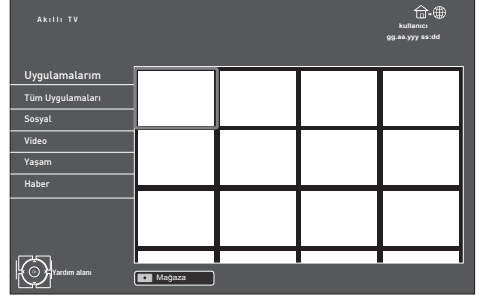 Akıllı TV
kullanıcı
gg.aa.yyy ss:dd
Uygulamalarım
Tüm Uygulamaları
Sosyal
Video
Yaşam
Haber
Yardım alanı
Mağaza